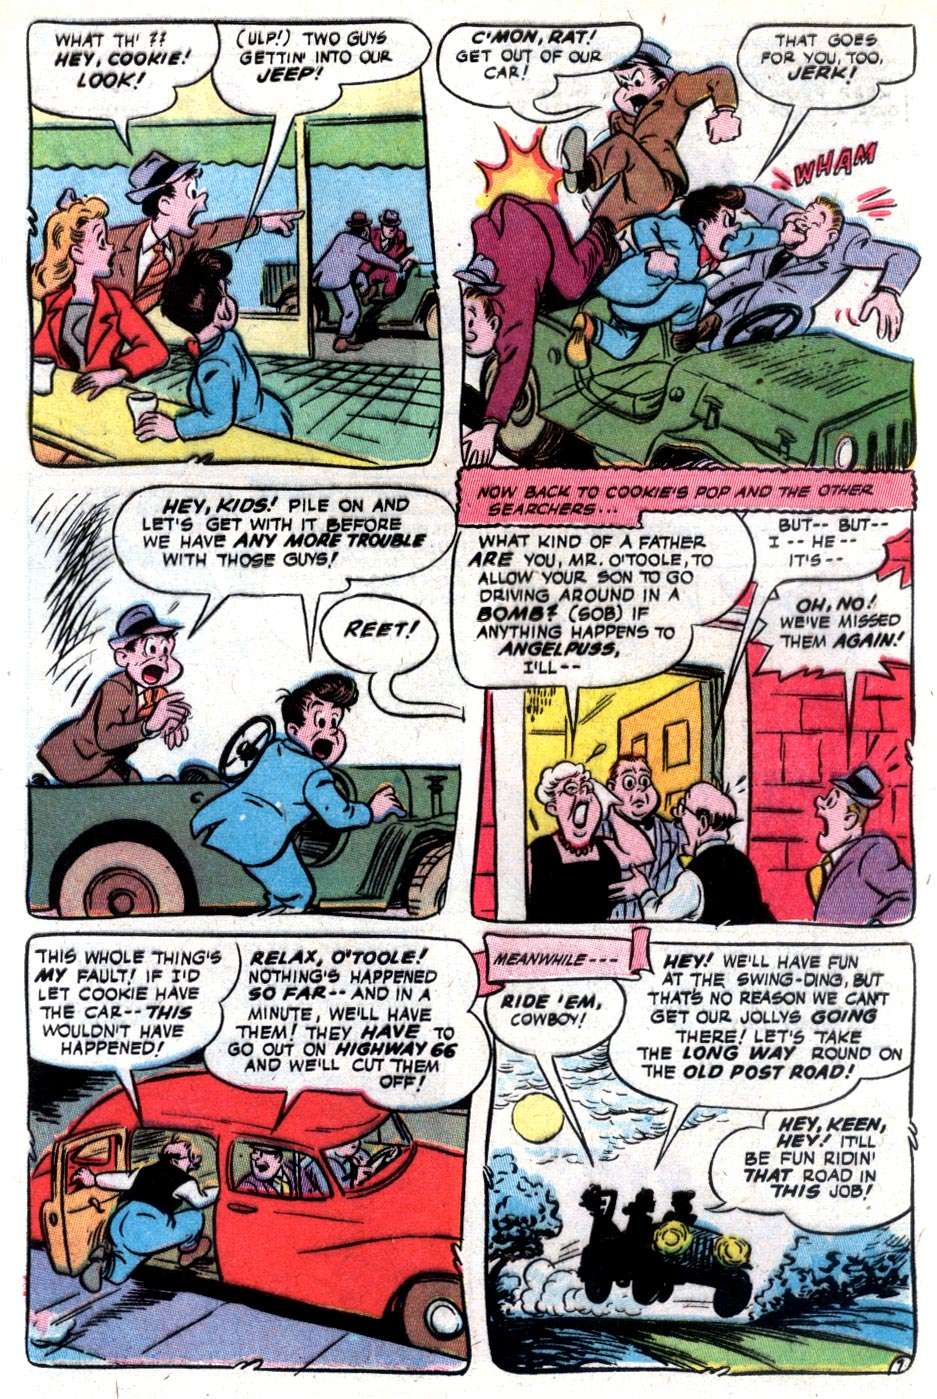 WHAT TH' ??
HEY, COOKIE!
LOOK!
(ULP!) TWO GUYS
GETTIN' INTO OUR
JEEP!
C'MON, RAT!
GET OUT OF OUR
CAR!
THAT GOES
FOR YOU, TOO,
JERK!
WHAM
HEY, KIDS! PILE ON AND
LET'S GET WITH IT BEFORE
WE HAVE ANY MORE TROUBLE
WITH THOSE GUYS!
REET!
NOW BACK TO COOKIE'S POP AND THE OTHER
SEARCHERS...
WHAT KIND OF A FATHER
ARE YOU, MR. O'TOOLE, TO
ALLOW YOUR SON TO GO
DRIVING AROUND IN A
BOMB? (SOB) IF
ANYTHING HAPPENS TO
ANGELPUSS,
I'LL--
BUT-- BUT--
I -- HE --
IT'S--
OH, NO!
WE'VE MISSED
THEM AGAIN!
THIS WHOLE THING'S
MY FAULT! IF I'D
LET COOKIE HAVE
THE CAR-- THIS
WOULDN'T HAVE
HAPPENED!
RELAX, O'TOOLE!
NOTHING'S HAPPENED
SO FAR-- AND IN A
MINUTE, WE'LL HAVE
THEM! THEY HAVE TO
GO OUT ON HIGHWAY 66
AND WE'LL CUT THEM
OFF!
MEANWHILE ---
RIDE 'EM,
COWBOY!
HEY! WE'LL HAVE FUN
AT THE SWING-DING, BUT
THAT'S NO REASON WE CAN'T
GET OUR JOLLYS GOING
THERE! LET'S TAKE
THE LONG WAY ROUND ON
THE OLD POST ROAD!
HEY, KEEN,
HEY! IT'LL
BE FUN RIDIN'
THAT ROAD IN
THIS JOB!
7